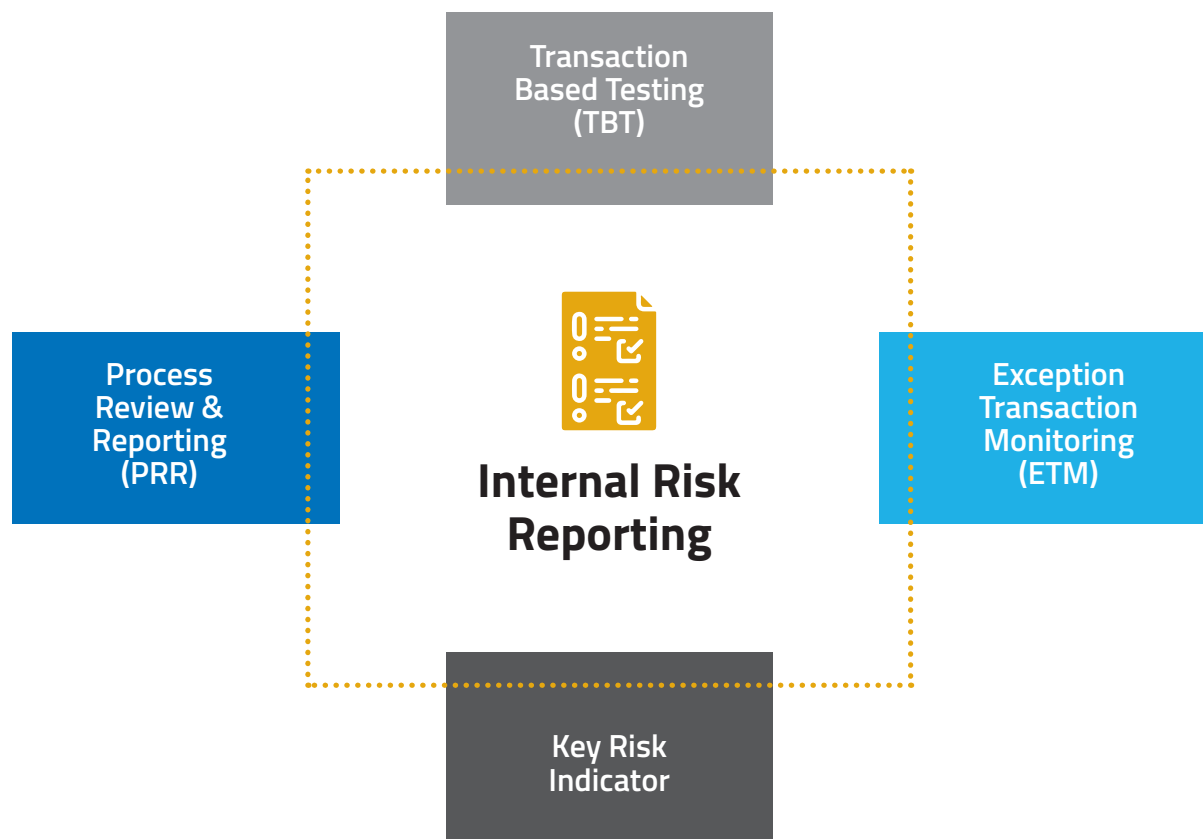 Transaction
Based Testing
(TBT)
Process
Review &
Reporting
(PRR)
Internal Risk
Reporting
Exception
Transaction
Monitoring
(ETM)
Key Risk
Indicator